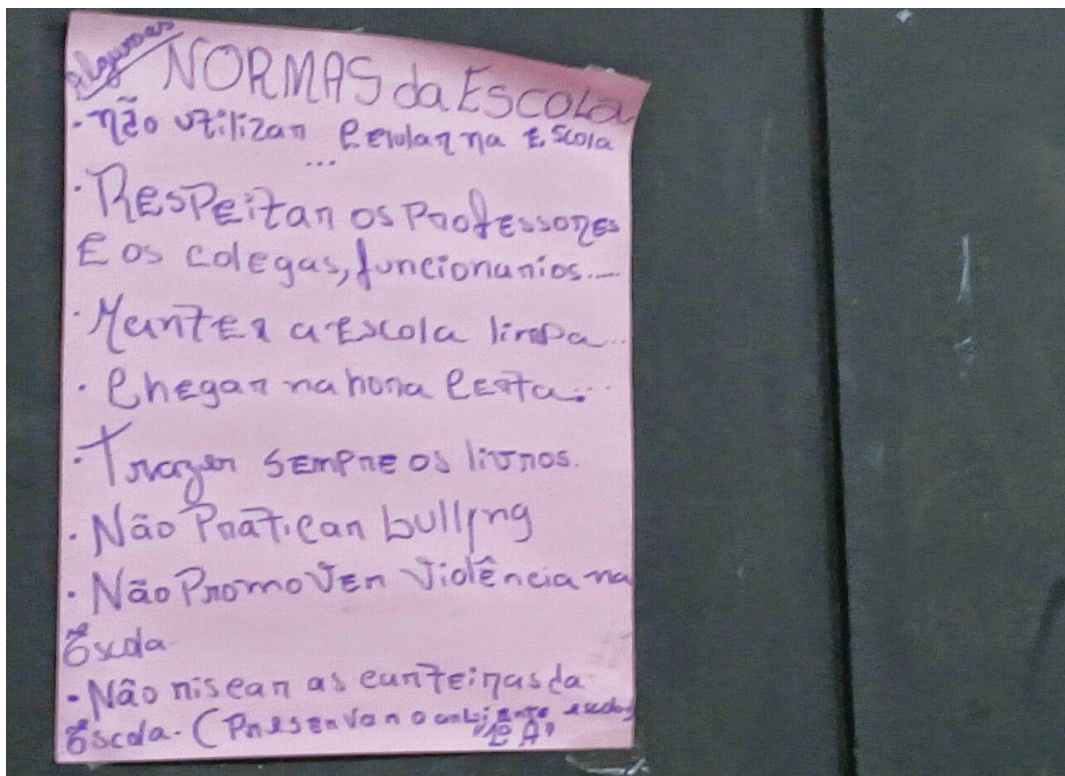 Algumas NORMAS da Escola
· não utilizar celular na Escola
...
· Respeitar os Professores
E os colegas, funcionarios...
· Manter a Escola limpa...
· Chegar na hora certa...
· Trazer sempre os livros.
· Não Praticar bullyng
· Não Promover Violência na
Escola
· Não riscar as carteiras da
Escola. (Preservar o ambiente escolar
1º A